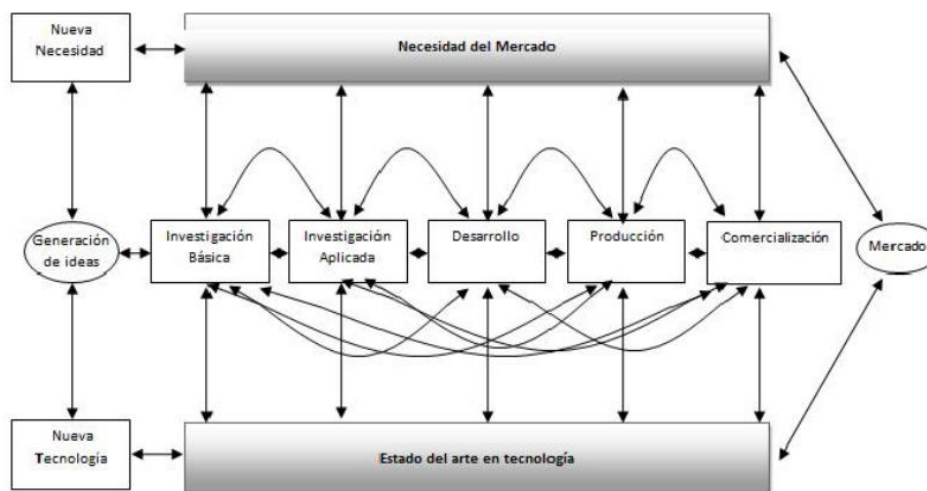 Nueva
Necesidad
Necesidad del Mercado
Generación
de ideas
Investigación
Básica
Investigación
Aplicada
Desarrollo
Producción
Comercialización
Mercado
Nueva
Tecnología
Estado del arte en tecnología